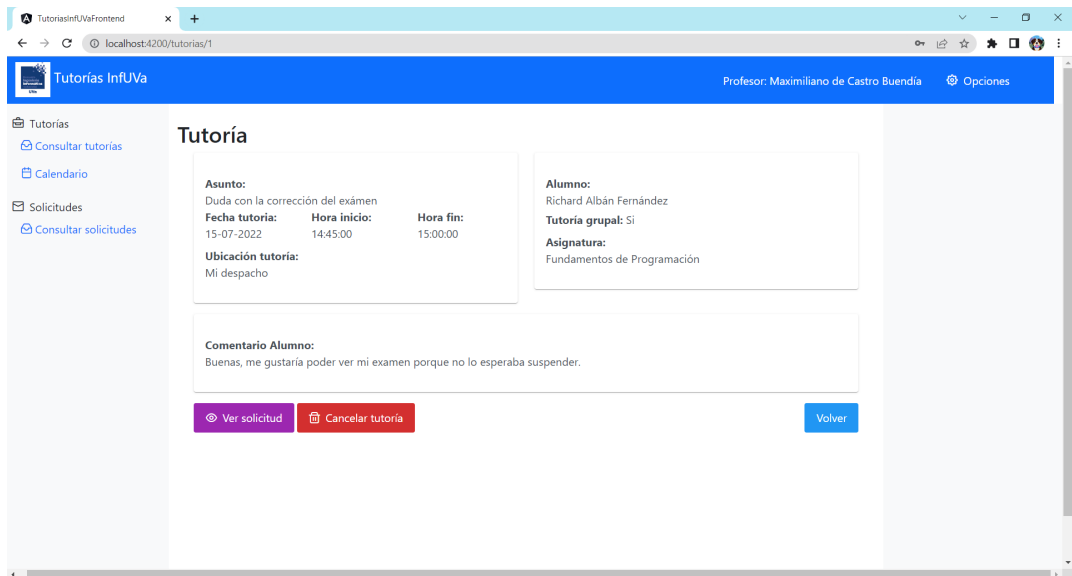 TutoriasInfUVaFrontend
localhost:4200/tutorias/1
Tutorías InfUVa
Profesor: Maximiliano de Castro Buendía
Opciones
Tutorías
Consultar tutorías
Calendario
Solicitudes
Consultar solicitudes
Tutoría
Asunto:
Duda con la corrección del exámen
Fecha tutoria: Hora inicio: Hora fin:
15-07-2022 14:45:00 15:00:00
Ubicación tutoría:
Mi despacho
Alumno:
Richard Albán Fernández
Tutoría grupal: Si
Asignatura:
Fundamentos de Programación
Comentario Alumno:
Buenas, me gustaría poder ver mi examen porque no lo esperaba suspender.
Ver solicitud
Cancelar tutoría
Volver